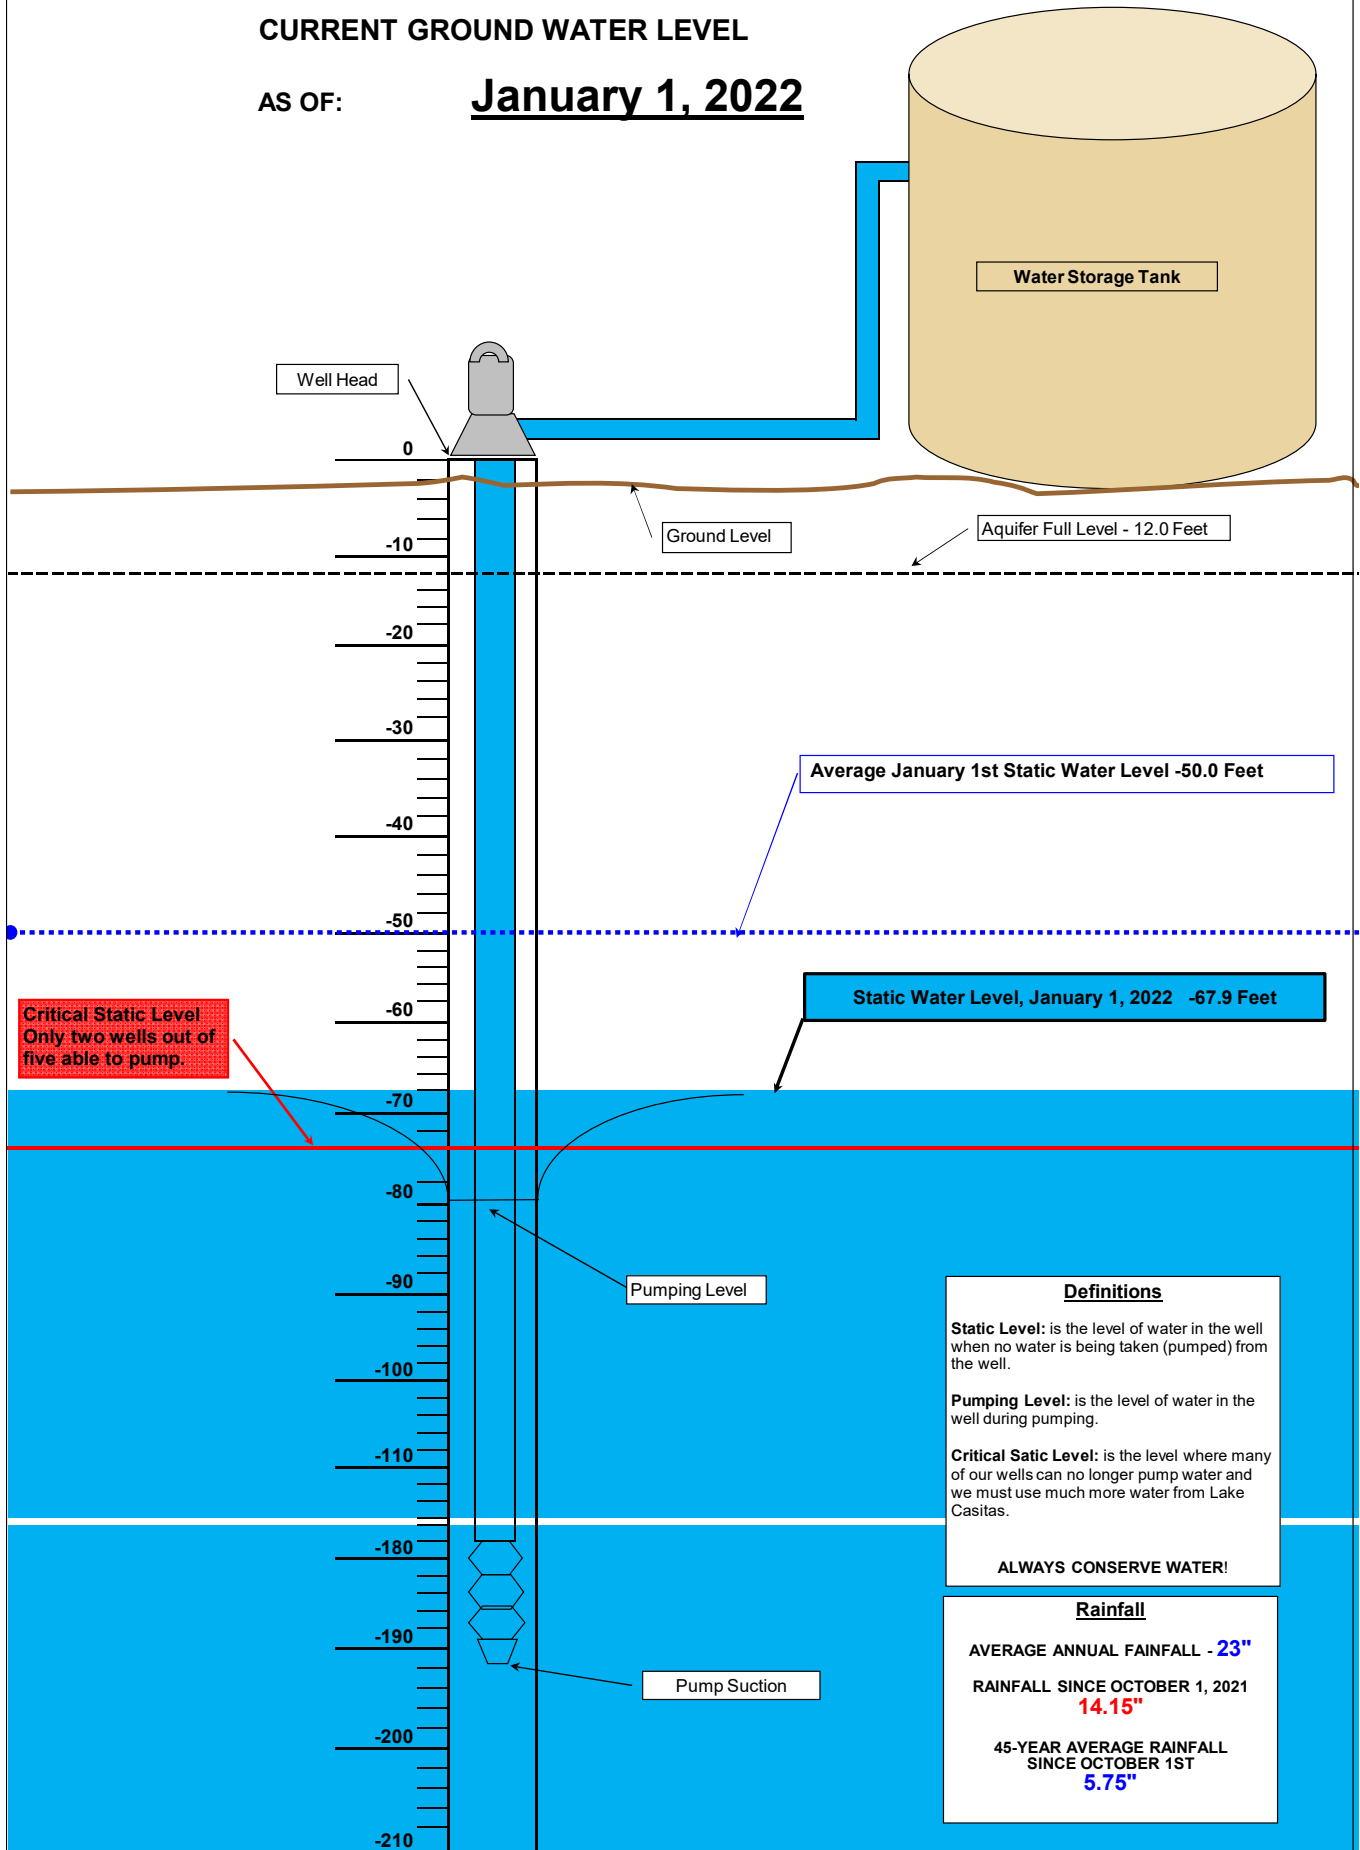 CURRENT GROUND WATER LEVEL
AS OF: January 1, 2022
Water Storage Tank
Well Head
0
Ground Level
Aquifer Full Level - 12.0 Feet
-10
-20
-30
Average January 1st Static Water Level -50.0 Feet
-40
-50
Static Water Level, January 1, 2022 -67.9 Feet
Critical Static Level
Only two wells out of
five able to pump.
-60
-70
-80
-90
Pumping Level
-100
-110
-180
-190
Pump Suction
-200
-210
Definitions
Static Level: is the level of water in the well
when no water is being taken (pumped) from
the well.
Pumping Level: is the level of water in the
well during pumping.
Critical Satic Level: is the level where many
of our wells can no longer pump water and
we must use much more water from Lake
Casitas.
ALWAYS CONSERVE WATER!
Rainfall
AVERAGE ANNUAL FAINFALL - 23"
RAINFALL SINCE OCTOBER 1, 2021
14.15"
45-YEAR AVERAGE RAINFALL
SINCE OCTOBER 1ST
5.75"